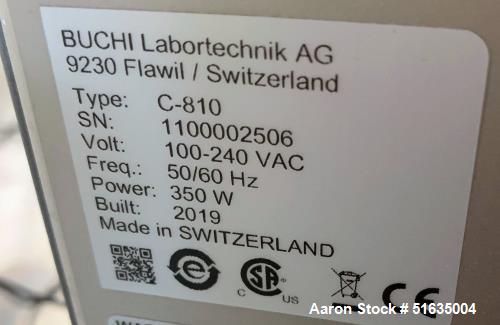 BUCHI Labortechnik AG
9230 Flawil / Switzerland
Type: C-810
SN: 1100002506
Volt: 100-240 VAC
Freq.: 50/60 Hz
Power: 350 W
Built: 2019
Made in SWITZERLAND
e
CSA
C US
CE
Aaron Stock # 51635004